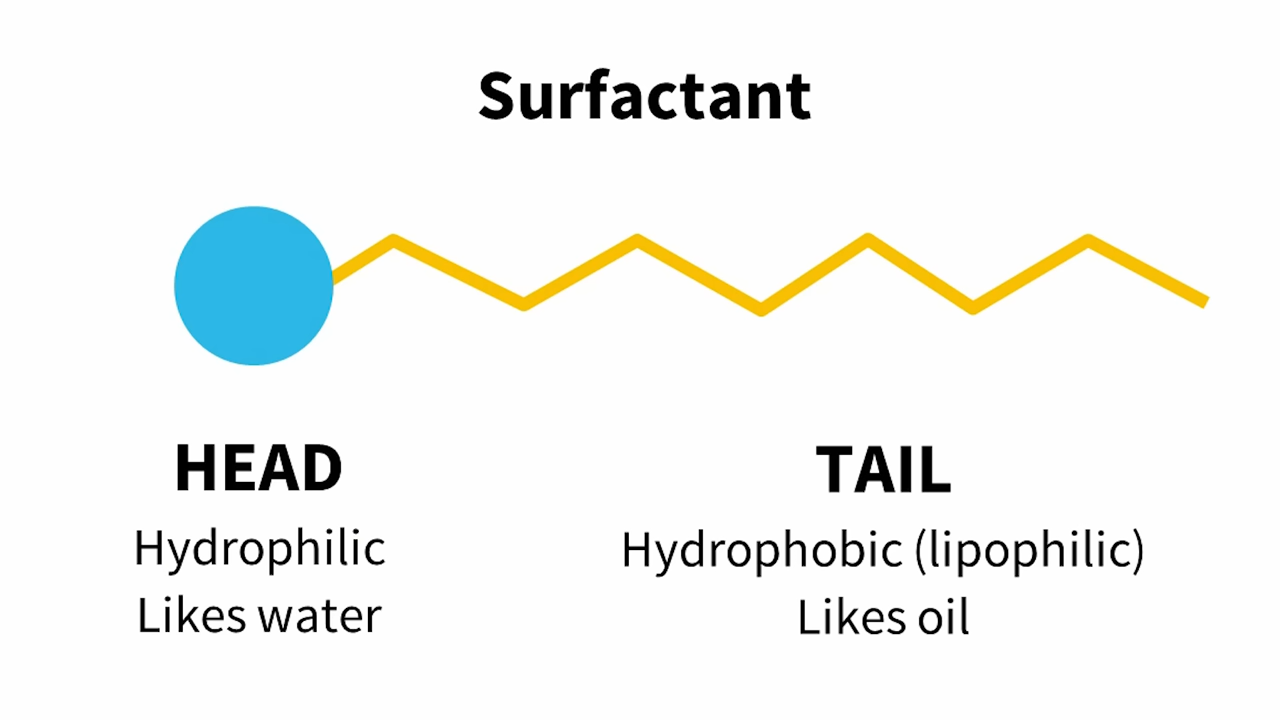 Surfactant
HEAD
Hydrophilic
Likes water
TAIL
Hydrophobic (lipophilic)
Likes oil